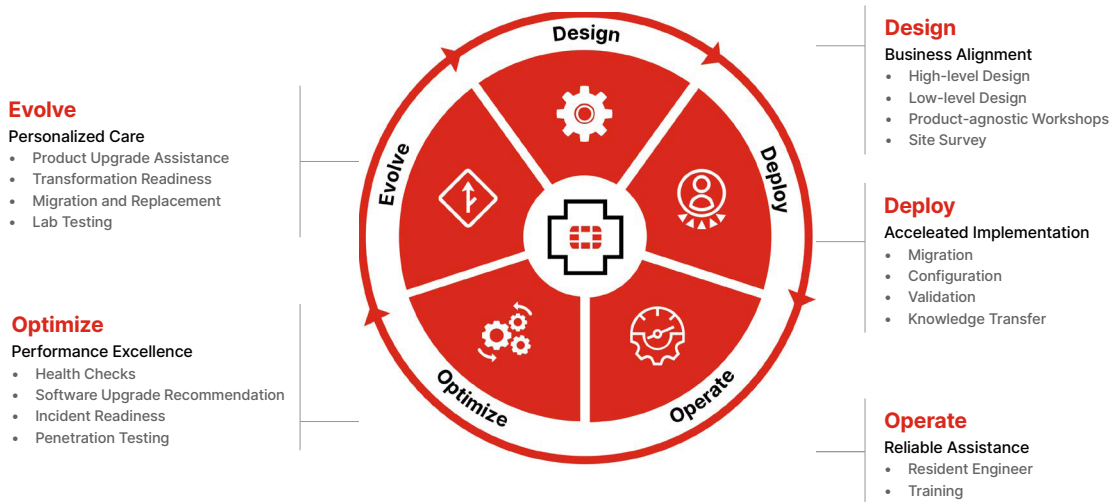 Design
Deploy
Operate
Optimize
Evolve
Design
Business Alignment
• High-level Design
• Low-level Design
• Product-agnostic Workshops
• Site Survey
Deploy
Acceleated Implementation
• Migration
• Configuration
• Validation
• Knowledge Transfer
Operate
Reliable Assistance
• Resident Engineer
• Training
Optimize
Performance Excellence
• Health Checks
• Software Upgrade Recommendation
• Incident Readiness
• Penetration Testing
Evolve
Personalized Care
• Product Upgrade Assistance
• Transformation Readiness
• Migration and Replacement
• Lab Testing